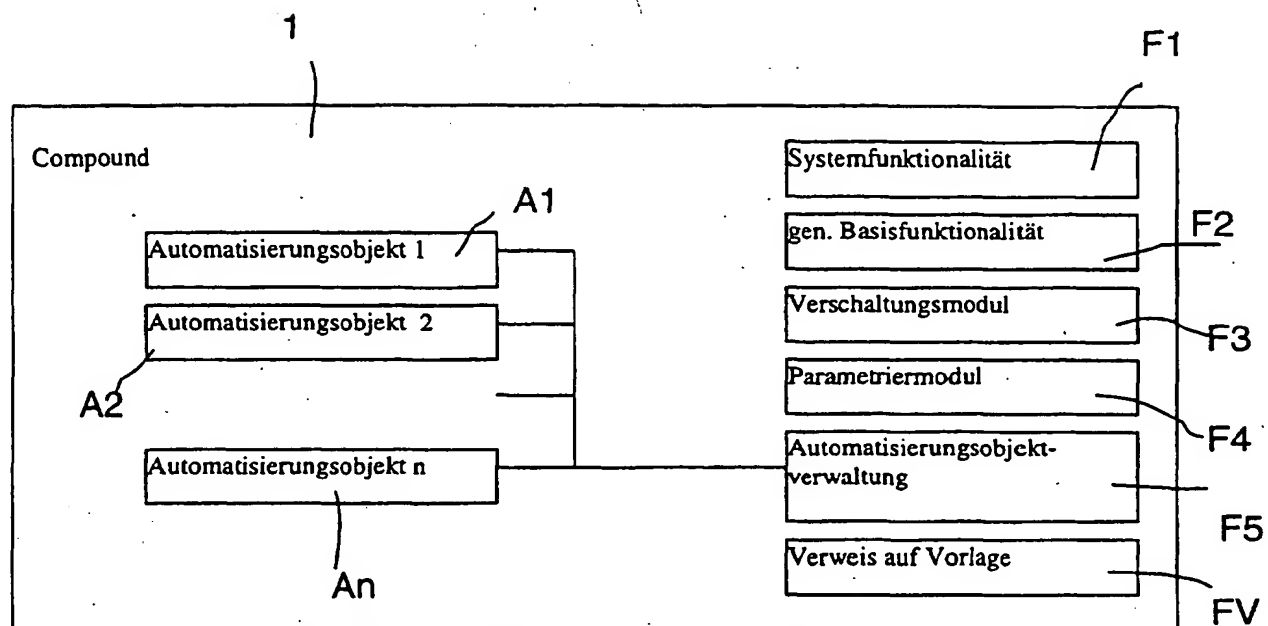 1
F1
Compound
Systemfunktionalität
A1
gen. Basisfunktionalität
F2
Automatisierungsobjekt 1
Verschaltungsmodul
Automatisierungsobjekt 2
F3
A2
Parametriermodul
F4
Automatisierungsobjekt n
Automatisierungsobjekt-
verwaltung
F5
An
Verweis auf Vorlage
FV